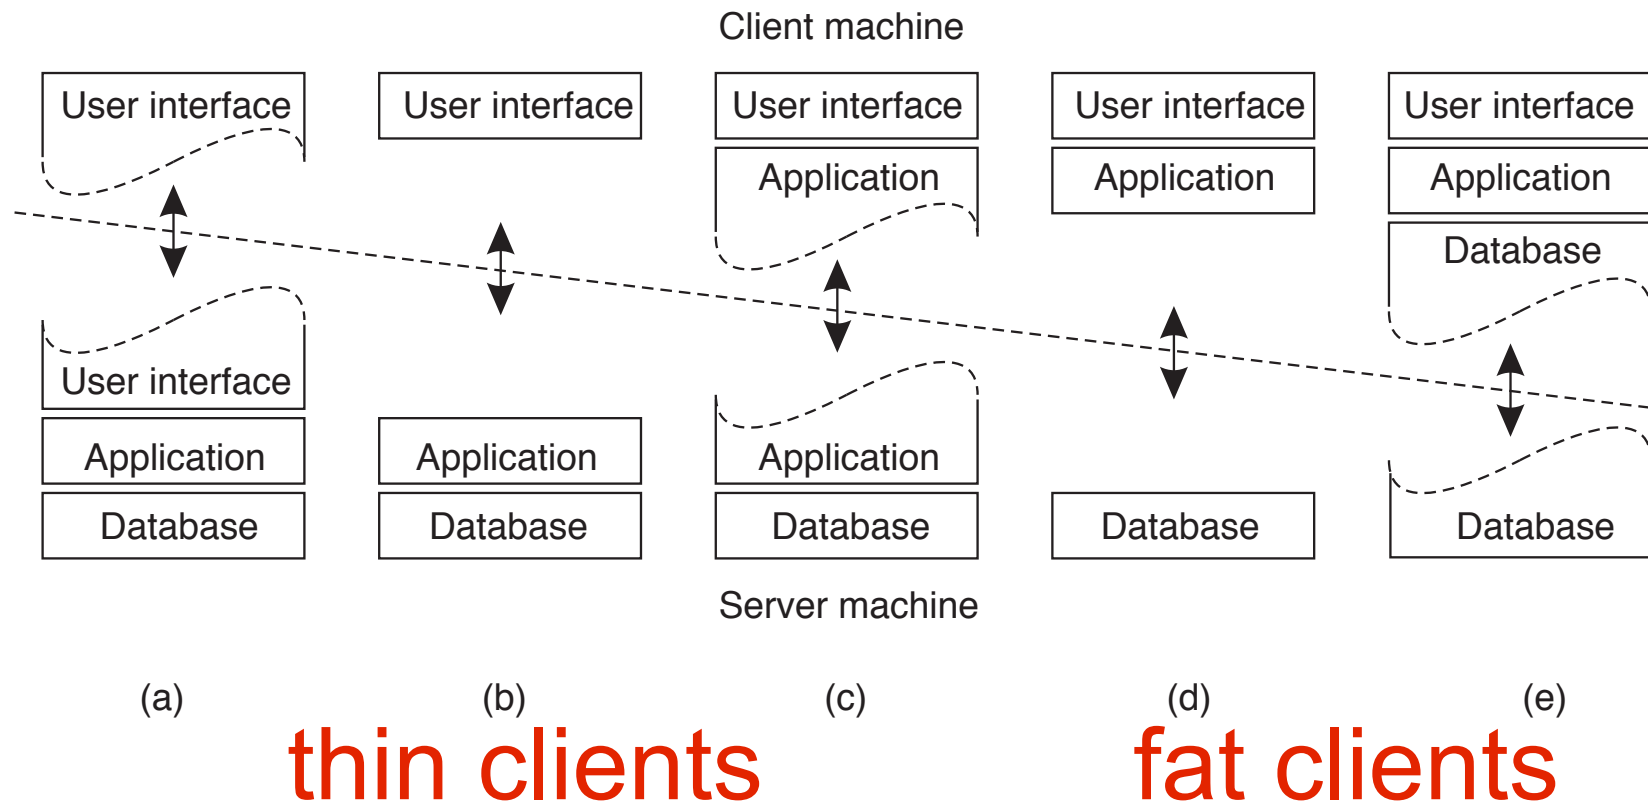 Client machine
User interface User interface User interface User interface User interface
Application Application Application
Database
User interface
Application Application Application
Database Database Database Database Database
Server machine
(a) (b) (c) (d) (e)
thin clients fat clients